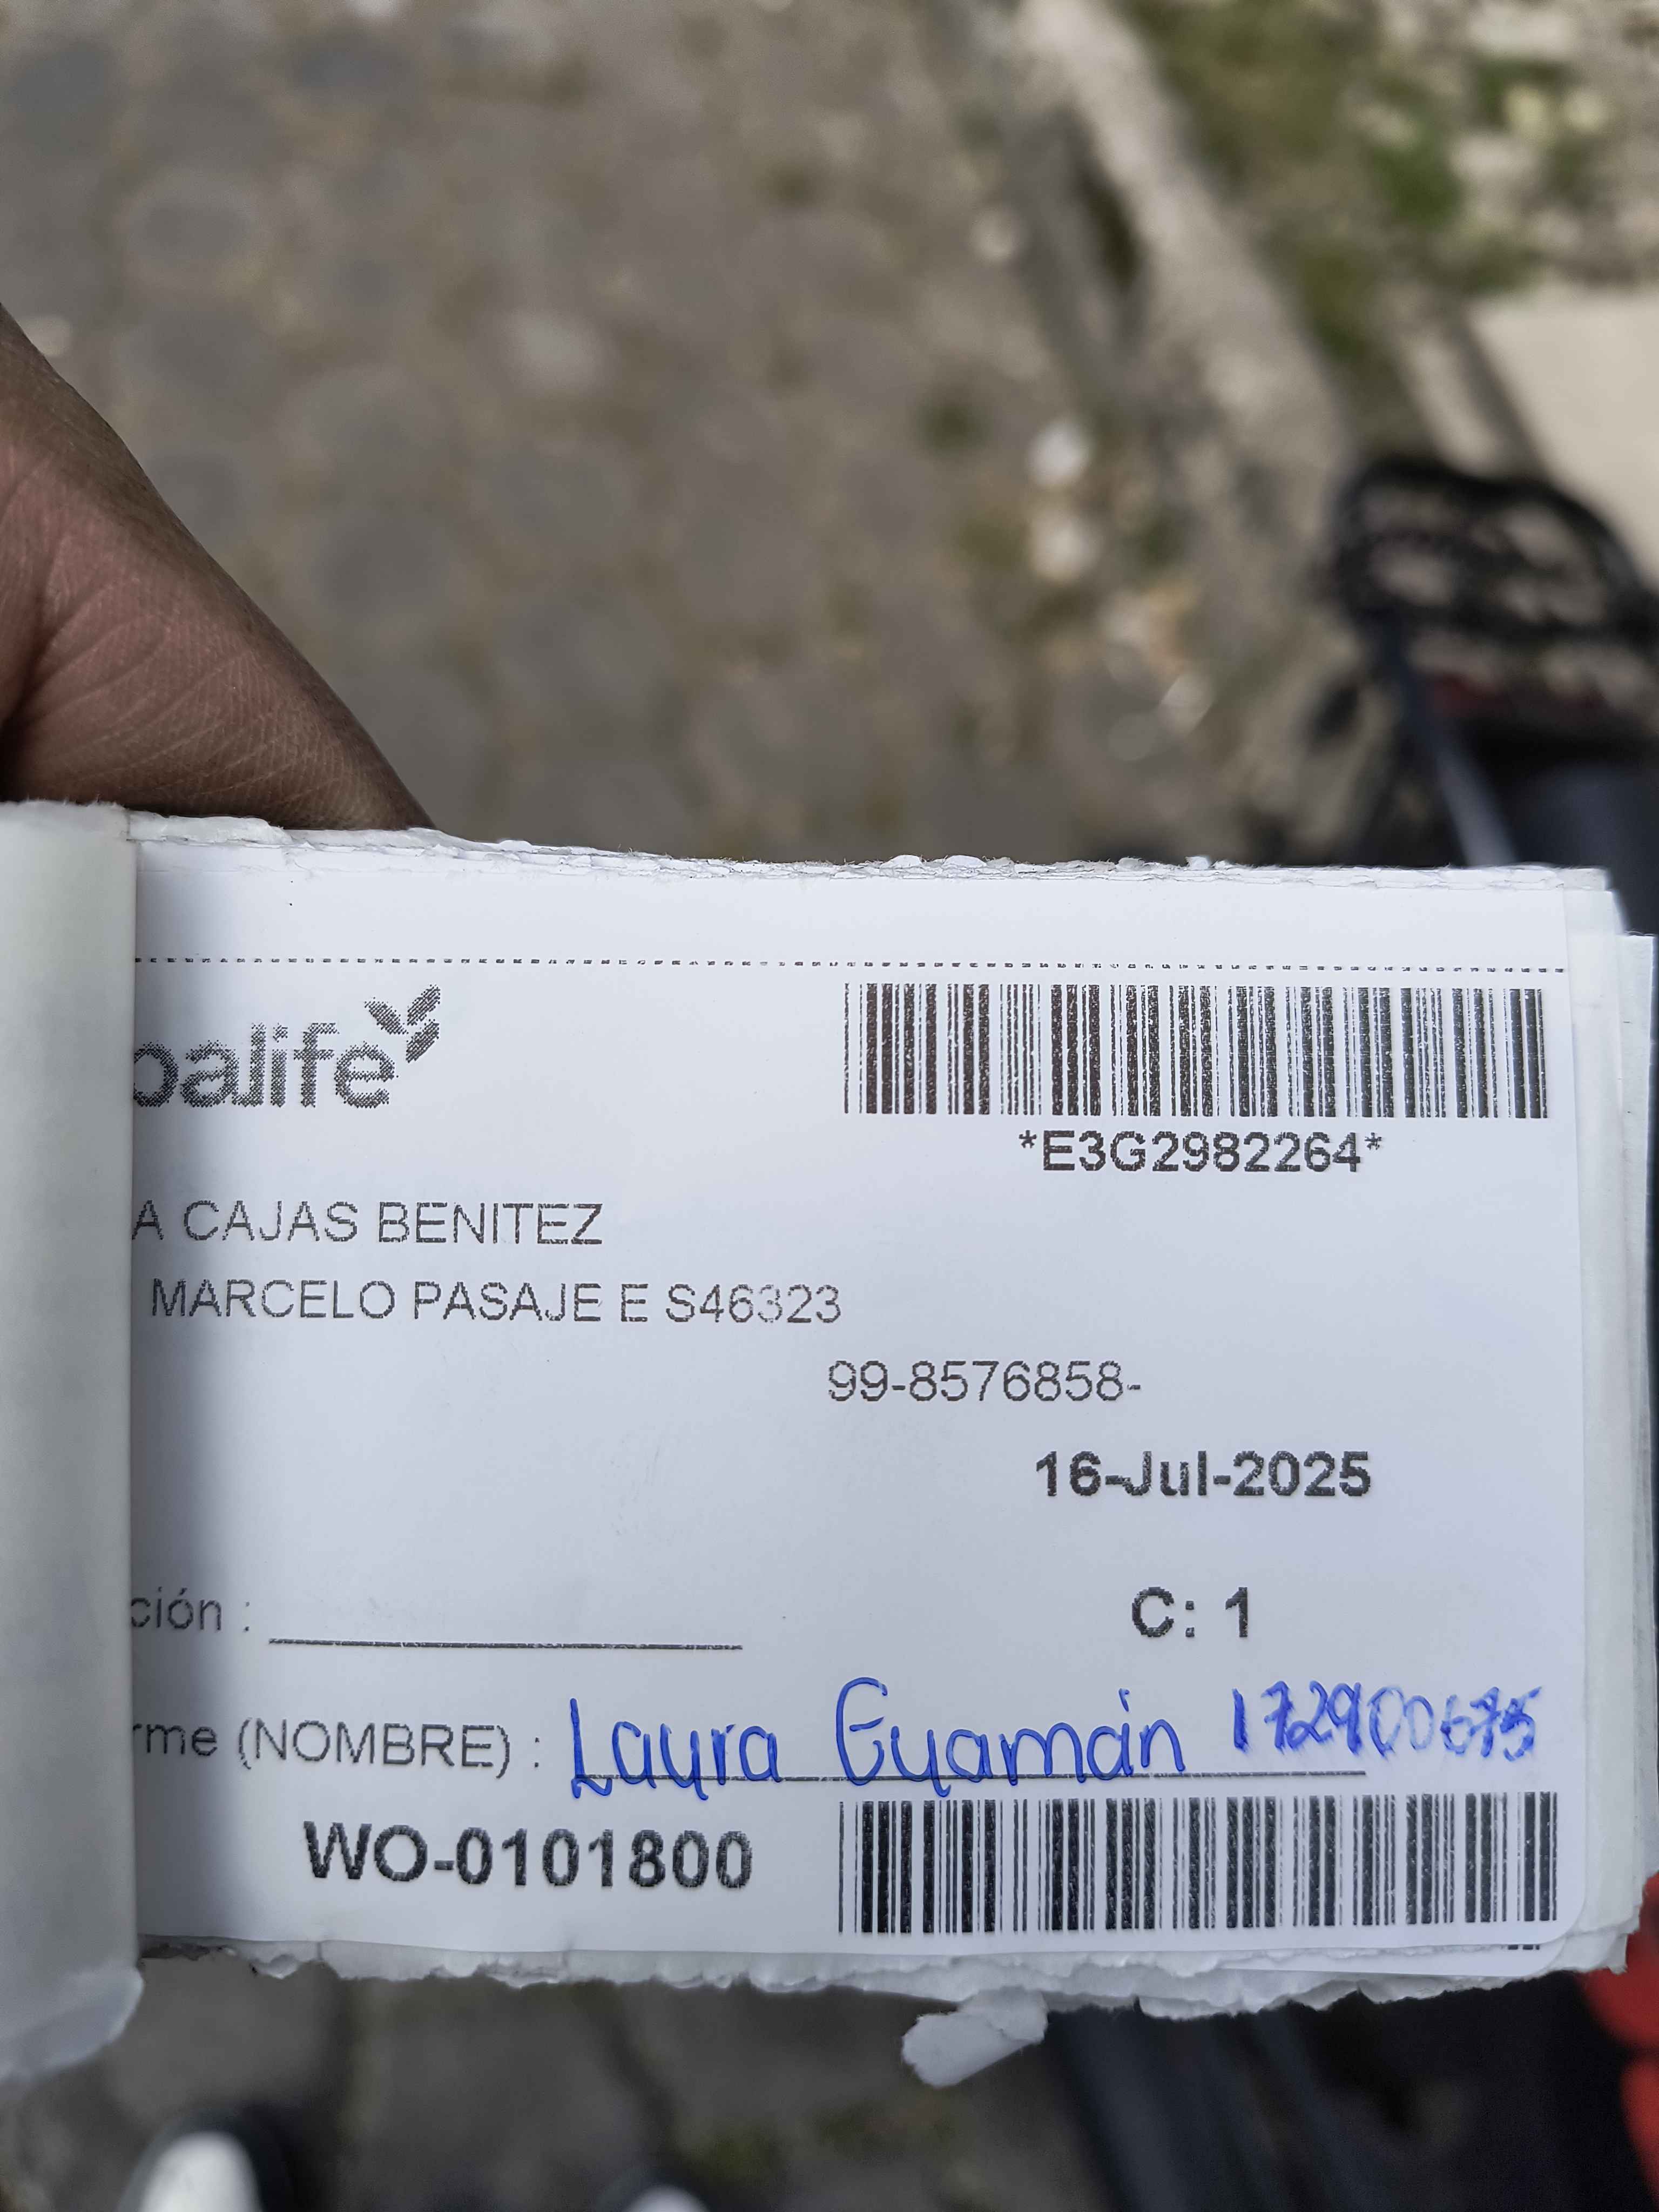 balife
*E3G2982264*
A CAJAS BENITEZ
MARCELO PASAJE E S46323
99-8576858-
16-Jul-2025
ción :
C: 1
rme (NOMBRE) : Laura Guamán
WO-0101800